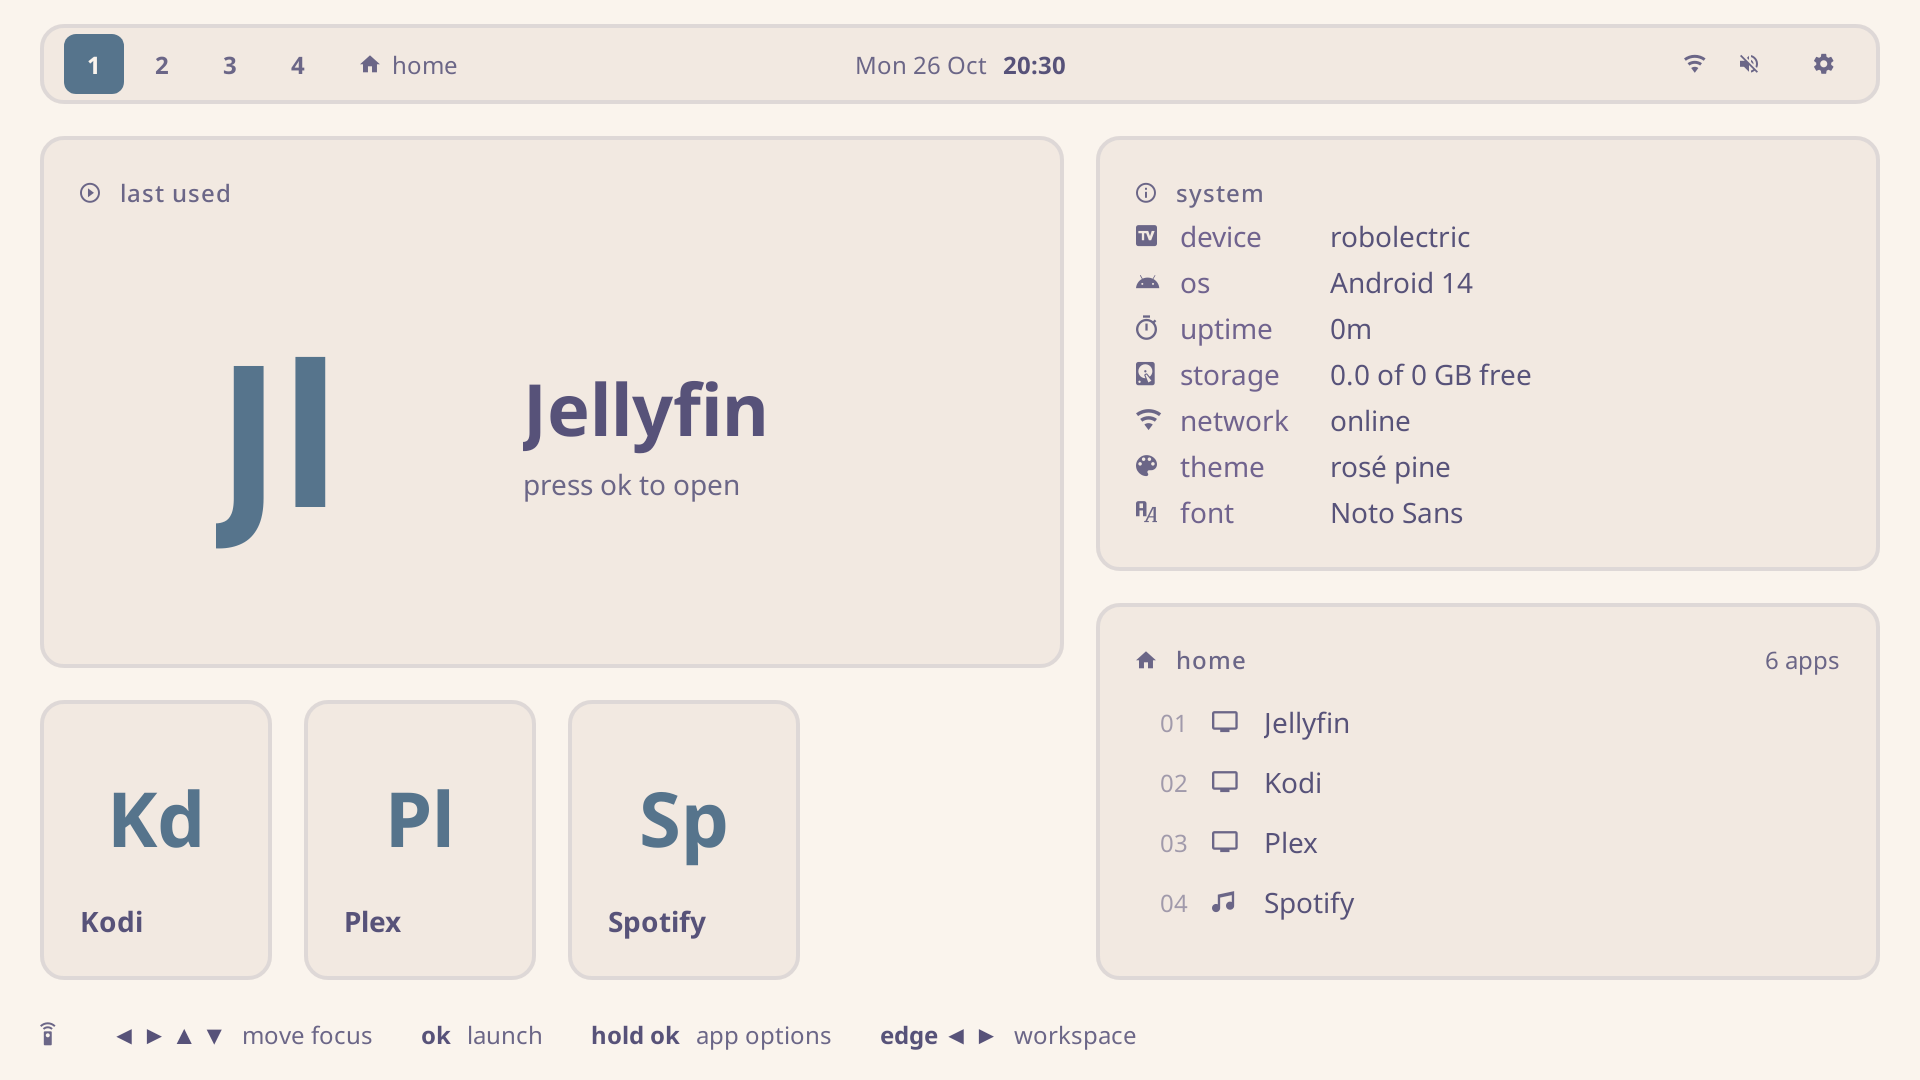 1 2 3 4 home Mon 26 Oct 20:30
last used
Jl
Jellyfin
press ok to open
system
TV device robolectric
os Android 14
uptime 0m
storage 0.0 of 0 GB free
network online
theme rosé pine
font Noto Sans
home 6 apps
01 Jellyfin
02 Kodi
03 Plex
04 Spotify
Kd
Kodi
Pl
Plex
Sp
Spotify
◀ ▶ ▲ ▼ move focus ok launch hold ok app options edge ◀ ▶ workspace